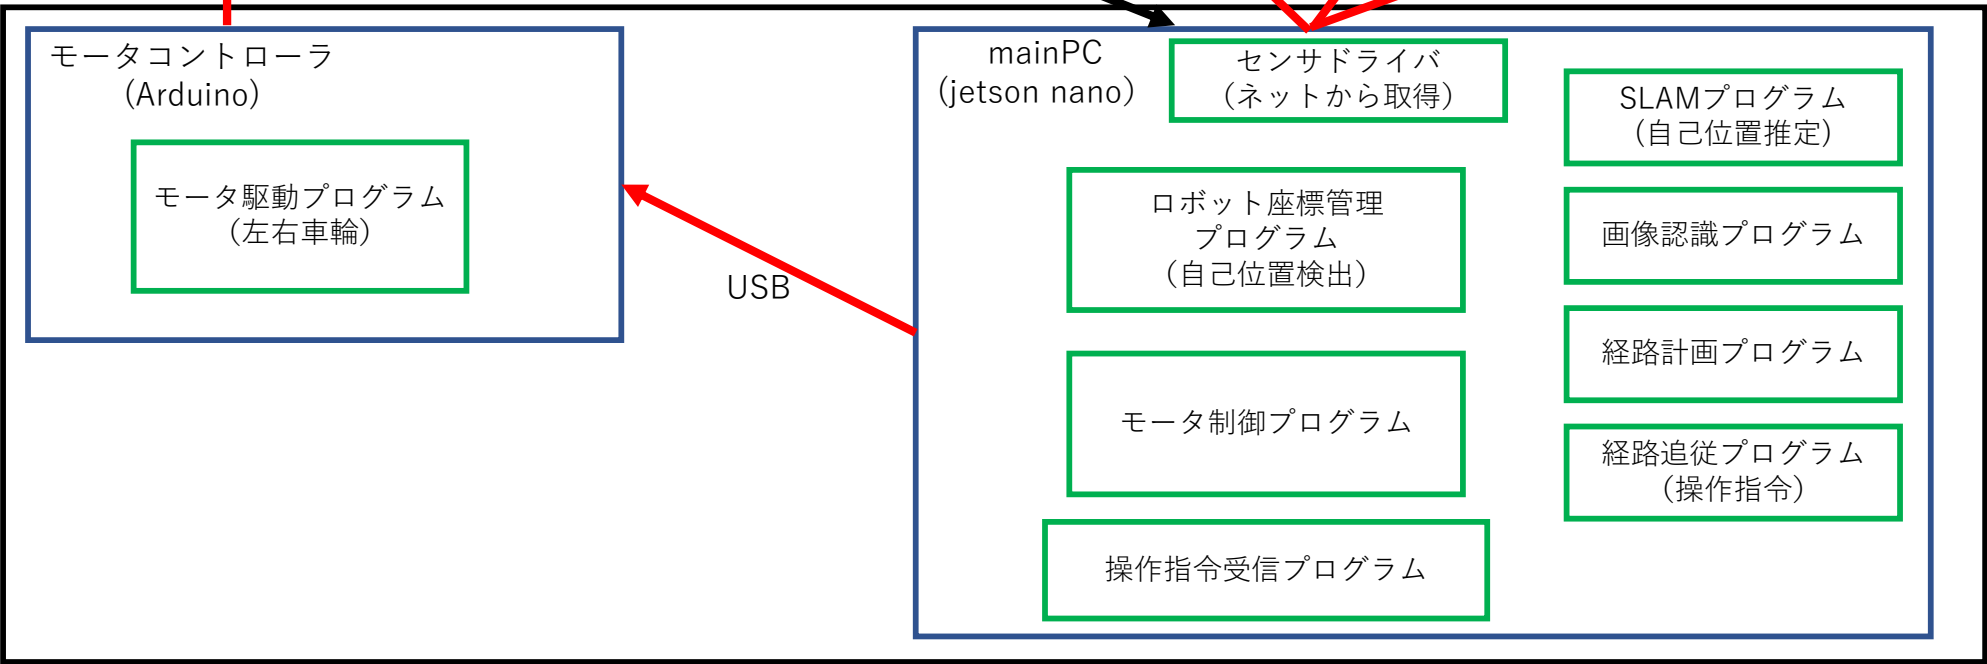 モータコントローラ
(Arduino)
モータ駆動プログラム
(左右車輪)
USB
mainPC
(jetson nano)
センサドライバ
(ネットから取得)
ロボット座標管理
プログラム
(自己位置検出)
モータ制御プログラム
操作指令受信プログラム
SLAMプログラム
(自己位置推定)
画像認識プログラム
経路計画プログラム
経路追従プログラム
(操作指令)